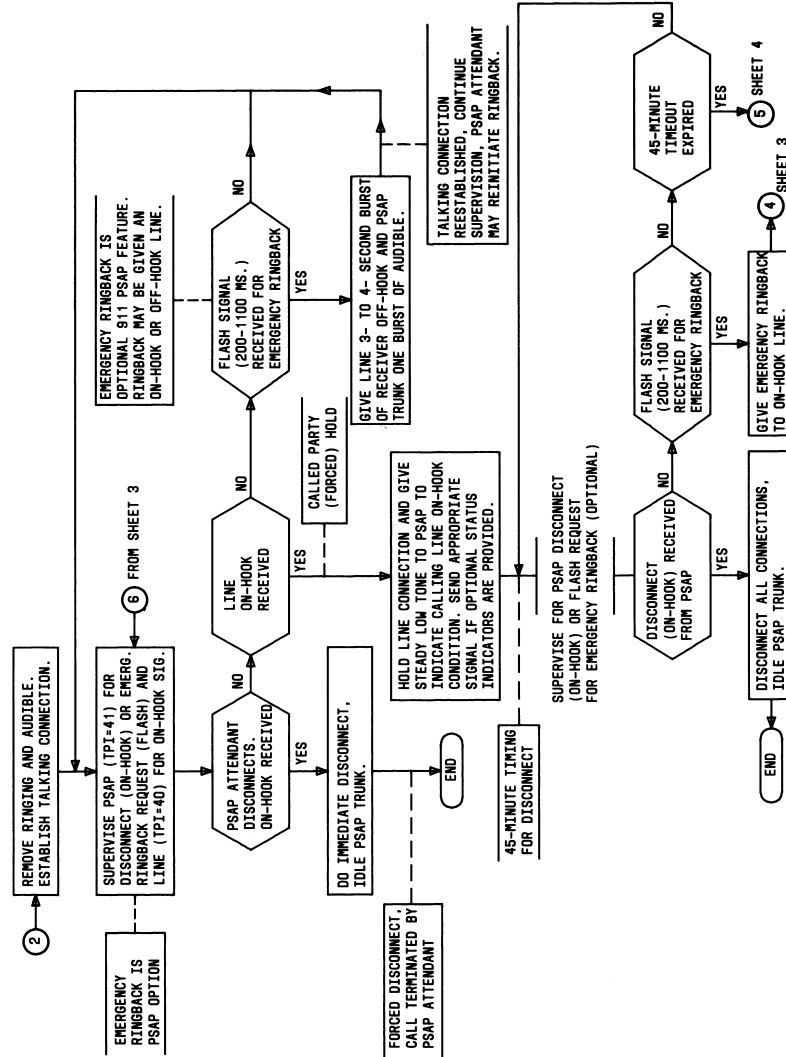 2
REMOVE RINGING AND AUDIBLE.
ESTABLISH TALKING CONNECTION.
EMERGENCY
RINGBACK IS
PSAP OPTION
SUPERVISE PSAP (TPI=41) FOR
DISCONNECT (ON-HOOK) OR EMERG.
RINGBACK REQUEST (FLASH) AND
LINE (TPI=40) FOR ON-HOOK SIG.
6
FROM SHEET 3
PSAP ATTENDANT
DISCONNECTS.
ON-HOOK RECEIVED
NO
YES
LINE
ON-HOOK
RECEIVED
NO
YES
EMERGENCY RINGBACK IS
OPTIONAL 911 PSAP FEATURE.
RINGBACK MAY BE GIVEN AN
ON-HOOK OR OFF-HOOK LINE.
FLASH SIGNAL
(200-1100 MS.)
RECEIVED FOR
EMERGENCY RINGBACK
NO
YES
DO IMMEDIATE DISCONNECT,
IDLE PSAP TRUNK.
FORCED DISCONNECT,
CALL TERMINATED BY
PSAP ATTENDANT
END
CALLED PARTY
(FORCED) HOLD
GIVE LINE 3- TO 4- SECOND BURST
OF RECEIVER OFF-HOOK AND PSAP
TRUNK ONE BURST OF AUDIBLE.
TALKING CONNECTION
REESTABLISHED, CONTINUE
SUPERVISION, PSAP ATTENDANT
MAY REINITIATE RINGBACK.
HOLD LINE CONNECTION AND GIVE
STEADY LOW TONE TO PSAP TO
INDICATE CALLING LINE ON-HOOK
CONDITION. SEND APPROPRIATE
SIGNAL IF OPTIONAL STATUS
INDICATORS ARE PROVIDED.
45-MINUTE TIMING
FOR DISCONNECT
SUPERVISE FOR PSAP DISCONNECT
(ON-HOOK) OR FLASH REQUEST
FOR EMERGENCY RINGBACK (OPTIONAL)
DISCONNECT
(ON-HOOK) RECEIVED
FROM PSAP
NO
YES
FLASH SIGNAL
(200-1100 MS.)
RECEIVED FOR
EMERGENCY RINGBACK
NO
YES
45-MINUTE
TIMEOUT
EXPIRED
NO
YES
5
SHEET 4
DISCONNECT ALL CONNECTIONS,
IDLE PSAP TRUNK.
END
GIVE EMERGENCY RINGBACK
TO ON-HOOK LINE.
4
SHEET 3